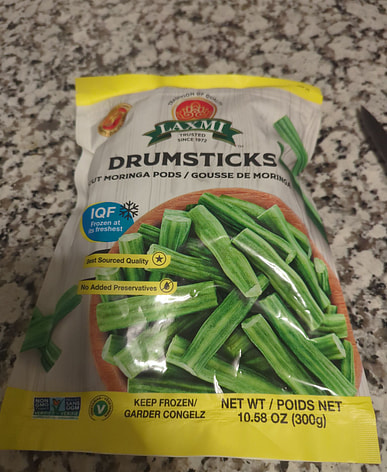 LAXMI
TRUSTED
SINCE 1972
DRUMSTICKS
CUT MORINGA PODS / GOUSSE DE MORINGA
IQF
Frozen at
its freshest
Best Sourced Quality
No Added Preservatives
KEEP FROZEN/
GARDER CONGELZ
NET WT / POIDS NET
10.58 OZ (300g)